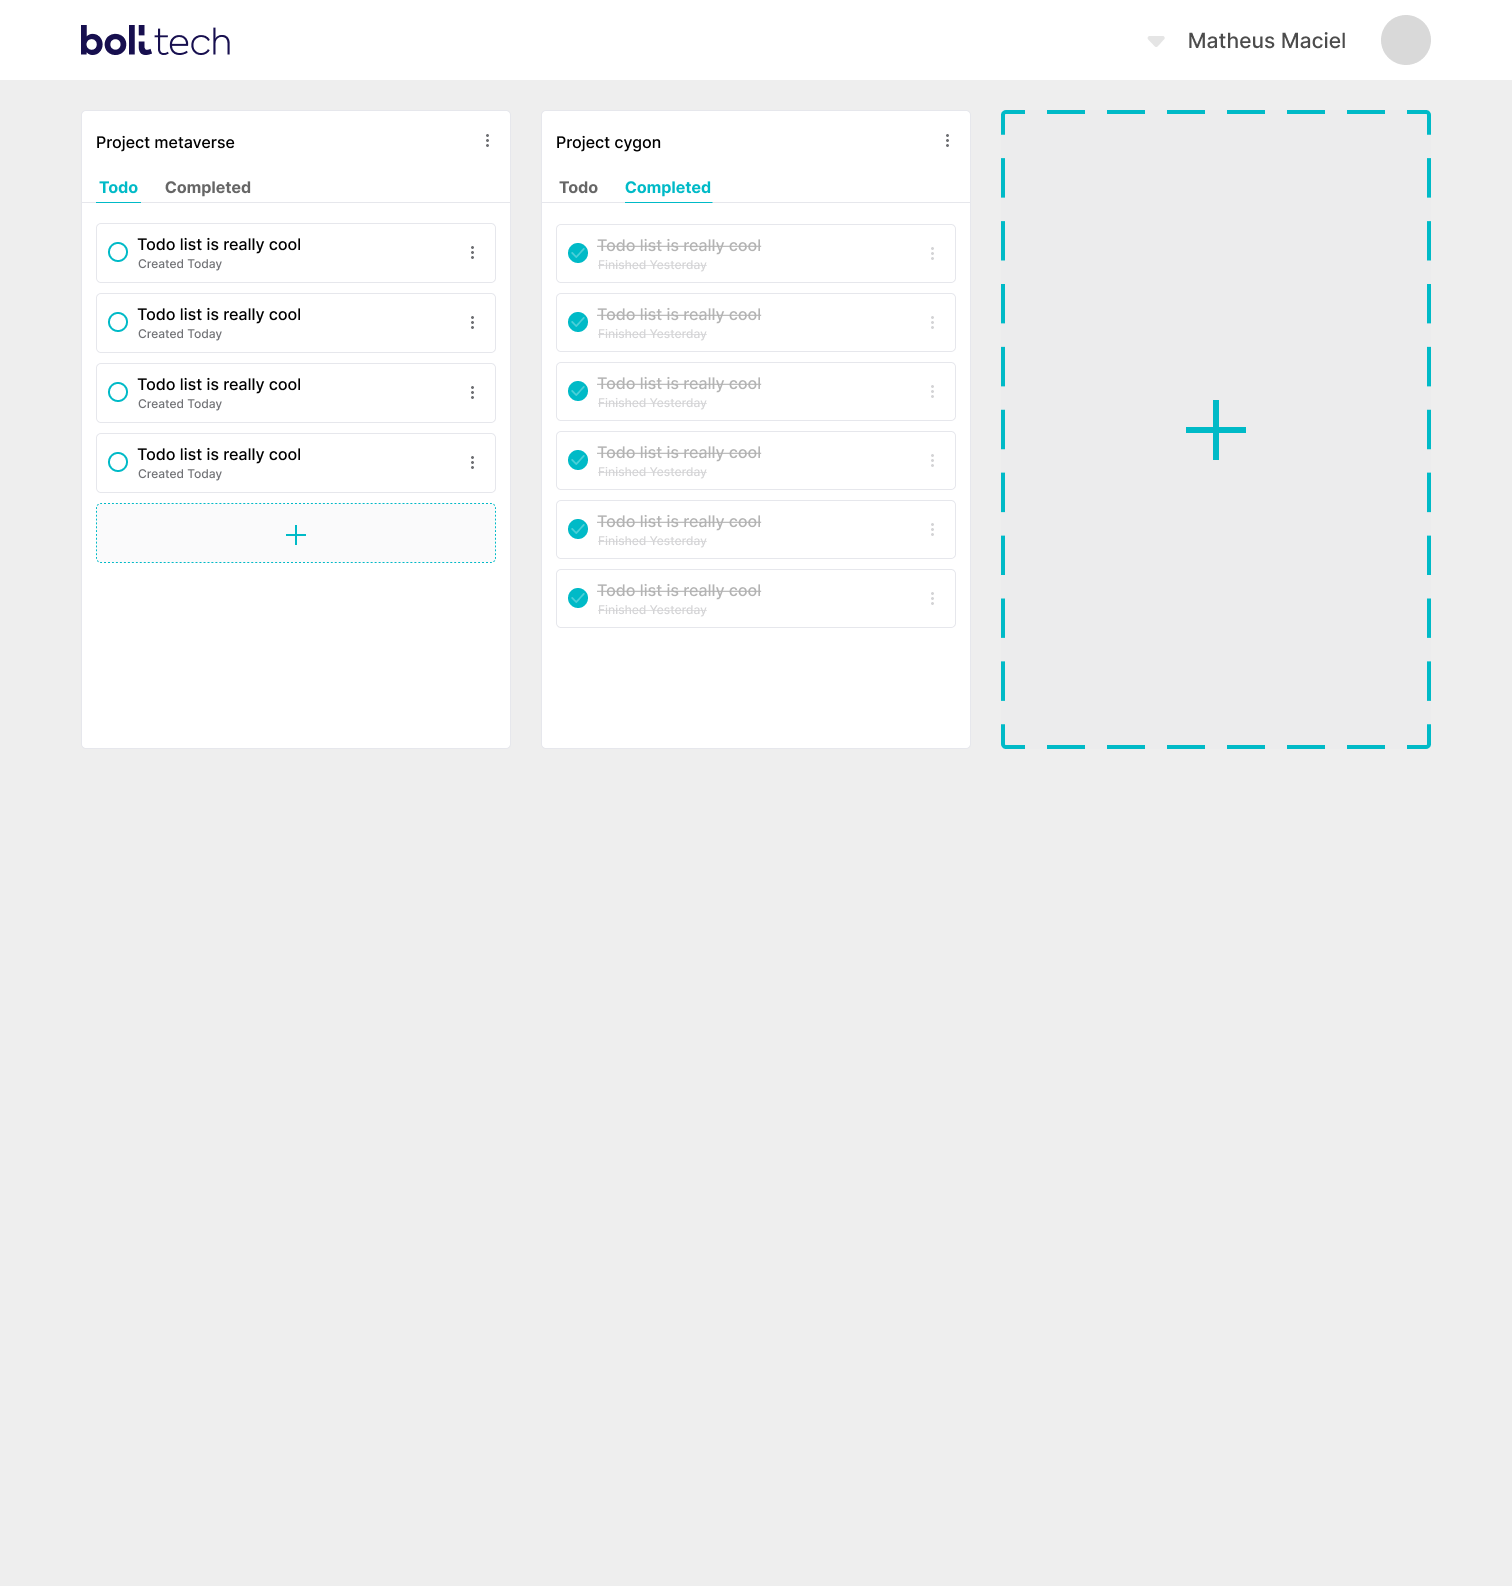 bolttech
Matheus Maciel
Project metaverse
Todo Completed
Todo list is really cool
Created Today
Todo list is really cool
Created Today
Todo list is really cool
Created Today
Todo list is really cool
Created Today
Project cygon
Todo Completed
Todo list is really cool
Finished Yesterday
Todo list is really cool
Finished Yesterday
Todo list is really cool
Finished Yesterday
Todo list is really cool
Finished Yesterday
Todo list is really cool
Finished Yesterday
Todo list is really cool
Finished Yesterday